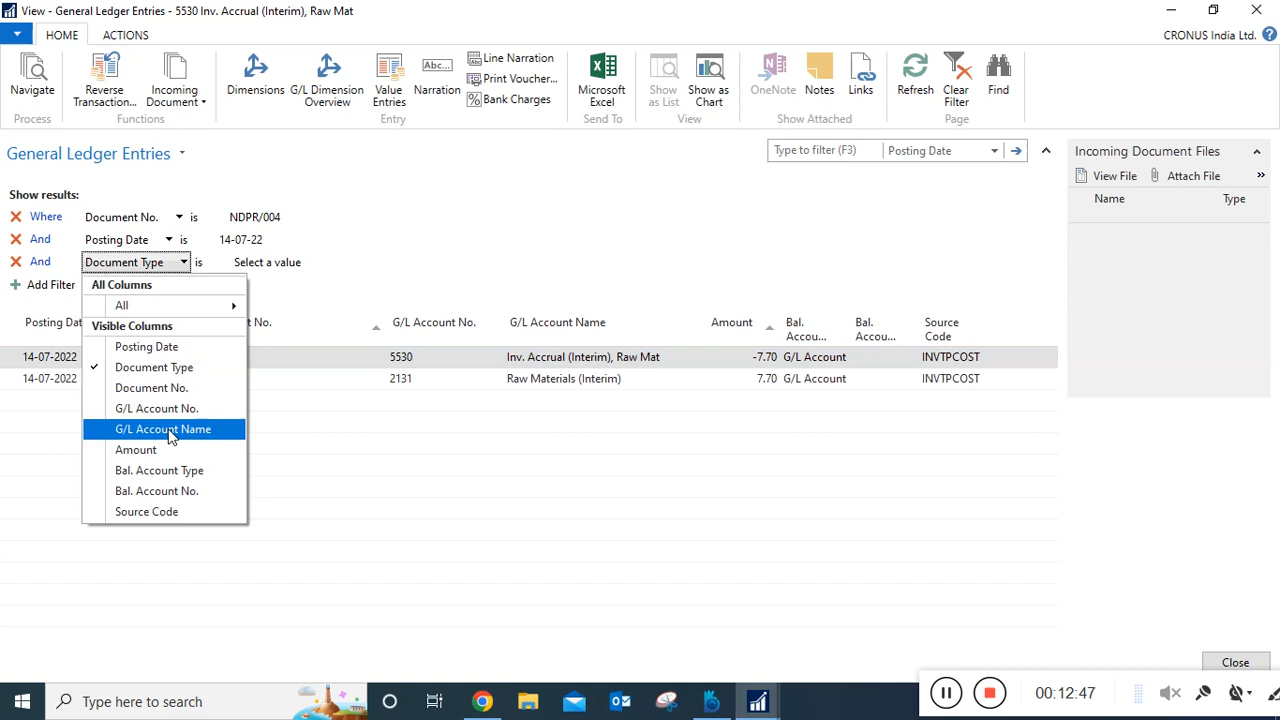 View - General Ledger Entries - 5530 Inv. Accrual (Interim), Raw Mat
HOME ACTIONS
CRONUS India Ltd.
Navigate
Reverse Transaction...
Incoming Document
Dimensions
G/L Dimension Overview
Value Entries
Abc...
Narration
Line Narration
Print Voucher...
Bank Charges
Microsoft Excel
Show as List
Show as Chart
OneNote
Notes
Links
Refresh
Clear Filter
Find
Process Functions Entry Send To View Show Attached Page
General Ledger Entries
Type to filter (F3) Posting Date
Show results:
Where Document No. is NDPR/004
And Posting Date is 14-07-22
And Document Type is Select a value
Add Filter
All Columns
All
Visible Columns
Posting Date
Document Type
Document No.
G/L Account No.
G/L Account Name
Amount
Bal. Account Type
Bal. Account No.
Source Code
Posting Dat t No. G/L Account No. G/L Account Name Amount Bal. Accou... Bal. Accou... Source Code
14-07-2022 5530 Inv. Accrual (Interim), Raw Mat -7.70 G/L Account INVTPCOST
14-07-2022 2131 Raw Materials (Interim) 7.70 G/L Account INVTPCOST
Incoming Document Files
View File Attach File
Name Type
Close
Type here to search
00:12:47